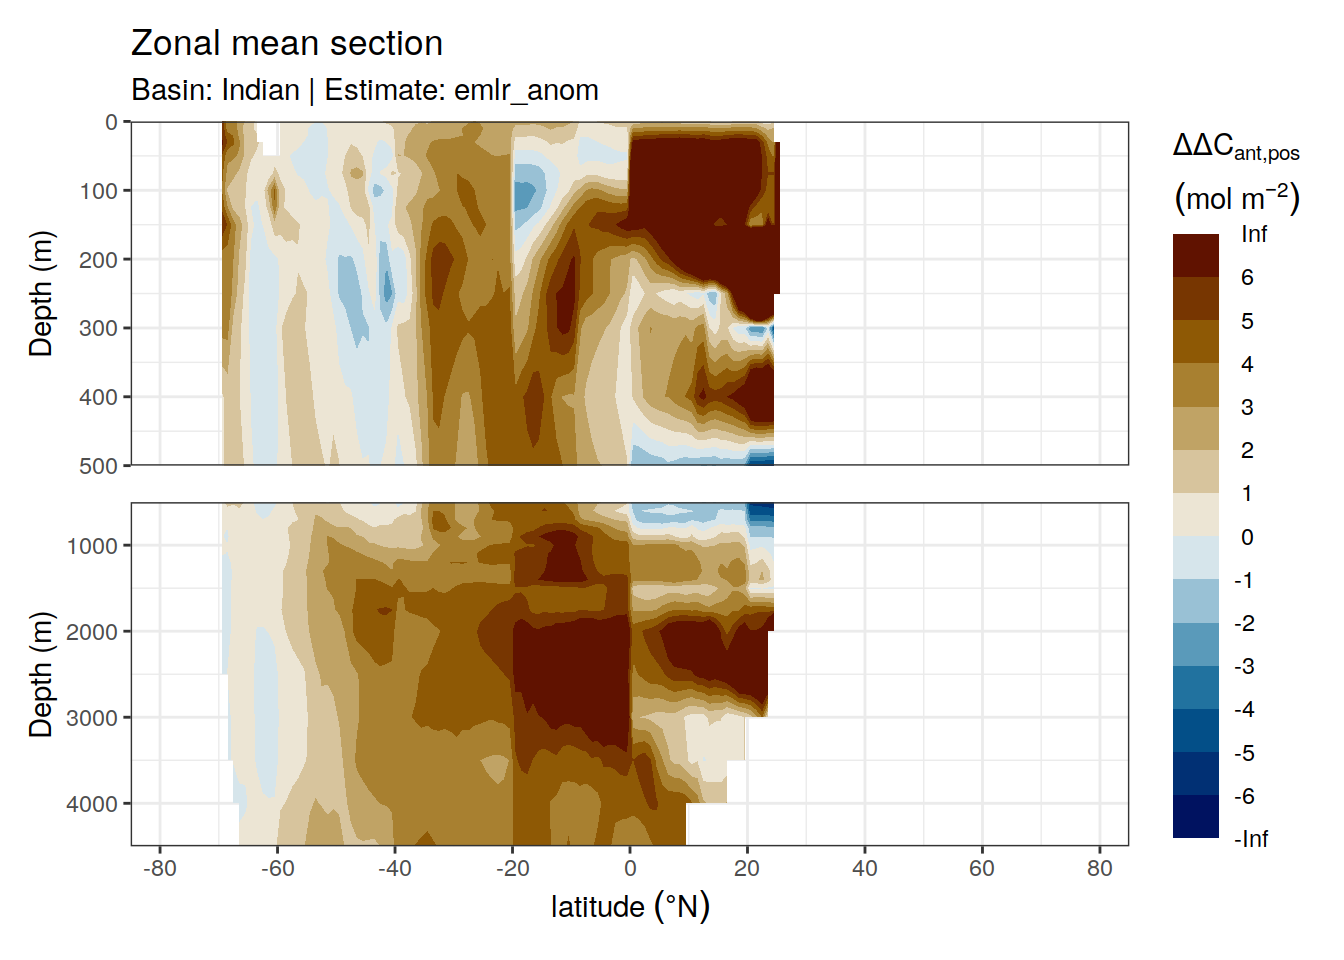 Zonal mean section
Basin: Indian | Estimate: emlr_anom
0
100
200
300
400
500
Depth (m)
1000
2000
3000
4000
Depth (m)
-80 -60 -40 -20 0 20 40 60 80
latitude (°N)
ΔΔC_ant,pos
(mol m⁻²)
Inf
6
5
4
3
2
1
0
-1
-2
-3
-4
-5
-6
-Inf